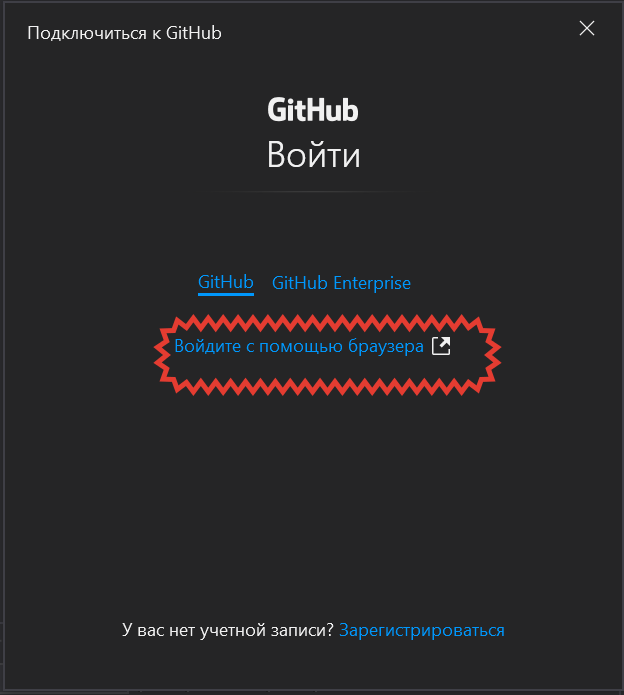 Подключиться к GitHub
GitHub
Войти
GitHub GitHub Enterprise
Войдите с помощью браузера
У вас нет учетной записи? Зарегистрироваться